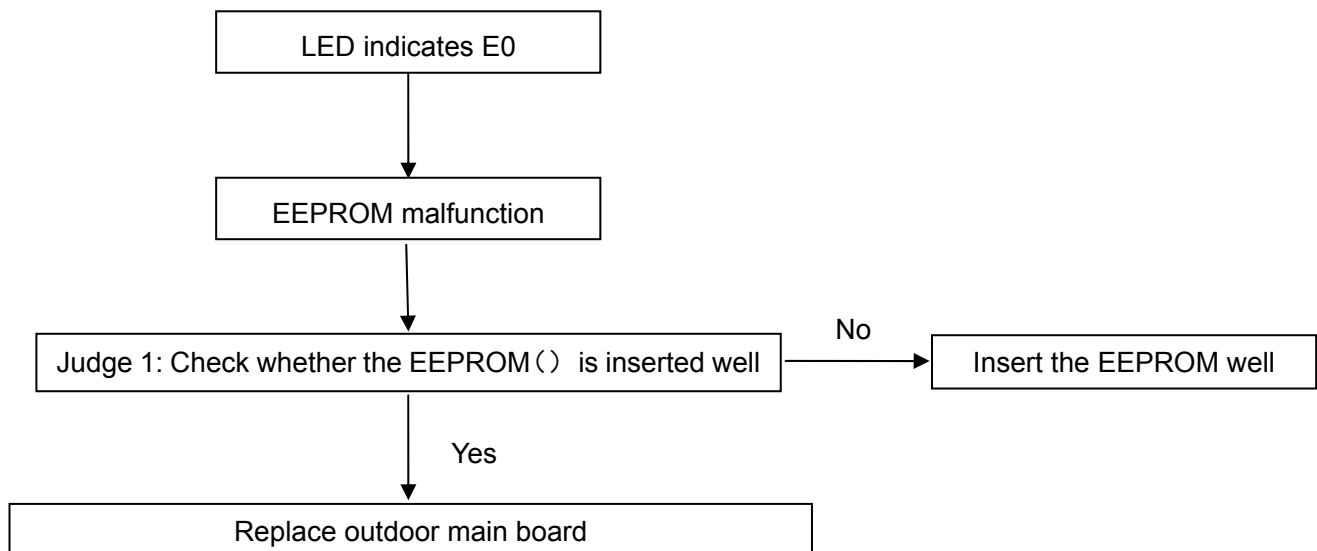 LED indicates E0
EEPROM malfunction
Judge 1: Check whether the EEPROM（） is inserted well
No
Insert the EEPROM well
Yes
Replace outdoor main board